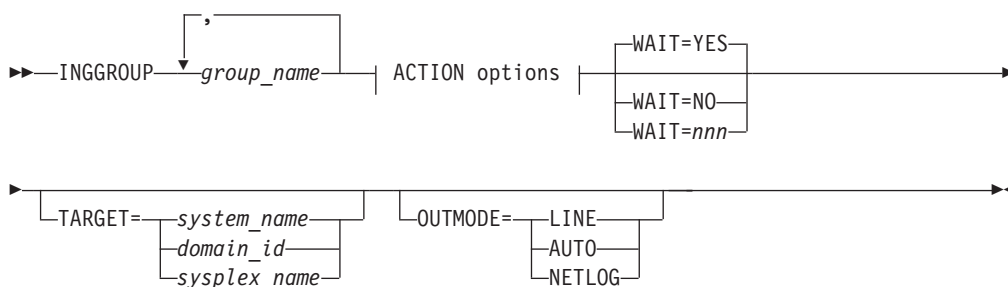 ,
WAIT=YES
INGGROUP group_name ACTION options
WAIT=NO
WAIT=nnn
TARGET= system_name OUTMODE= LINE
domain_id AUTO
sysplex_name NETLOG